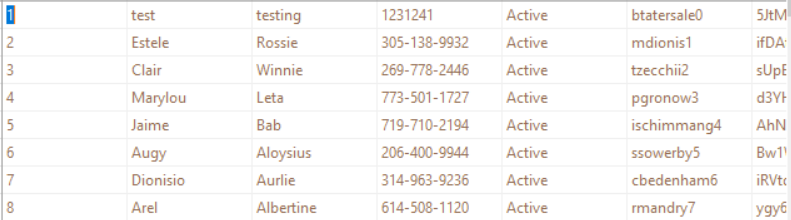 1 test testing 1231241 Active btatersale0 5JtM
2 Estele Rossie 305-138-9932 Active mdionis1 ifDA
3 Clair Winnie 269-778-2446 Active tzecchii2 sUpE
4 Marylou Leta 773-501-1727 Active pgronow3 d3YH
5 Jaime Bab 719-710-2194 Active ischimmang4 AhN
6 Augy Aloysius 206-400-9944 Active ssowerby5 Bw1
7 Dionisio Aurlie 314-963-9236 Active cbedenham6 iRVt
8 Arel Albertine 614-508-1120 Active rmandry7 ygy6